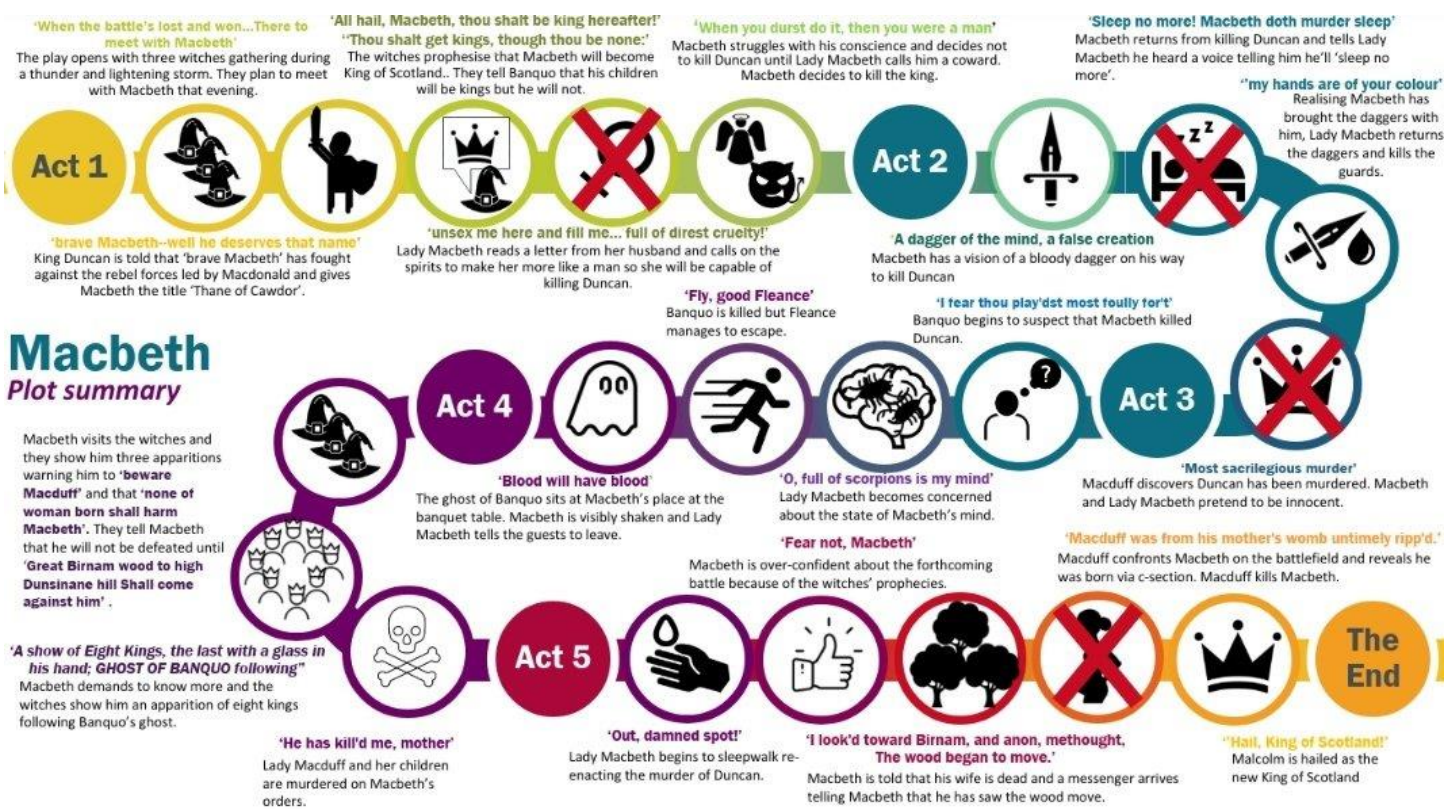 'When the battle's lost and won...There to
meet with Macbeth'
The play opens with three witches gathering during
a thunder and lightening storm. They plan to meet
with Macbeth that evening.
'All hail, Macbeth, thou shalt be king hereafter!'
"Thou shalt get kings, though thou be none:'
The witches prophesise that Macbeth will become
King of Scotland.. They tell Banquo that his children
will be kings but he will not.
'When you durst do it, then you were a man'
Macbeth struggles with his conscience and decides not
to kill Duncan until Lady Macbeth calls him a coward.
Macbeth decides to kill the king.
'Sleep no more! Macbeth doth murder sleep'
Macbeth returns from killing Duncan and tells Lady
Macbeth he heard a voice telling him he'll 'sleep no
more'.
'my hands are of your colour'
Realising Macbeth has
brought the daggers with
him, Lady Macbeth returns
the daggers and kills the
guards.
Act 1
Act 2
z z z
'brave Macbeth--well he deserves that name'
King Duncan is told that 'brave Macbeth' has fought
against the rebel forces led by Macdonald and gives
Macbeth the title 'Thane of Cawdor'.
'unsex me here and fill me... full of direst cruelty!'
Lady Macbeth reads a letter from her husband and calls on the
spirits to make her more like a man so she will be capable of
killing Duncan.
'A dagger of the mind, a false creation
Macbeth has a vision of a bloody dagger on his way
to kill Duncan
'Fly, good Fleance'
Banquo is killed but Fleance
manages to escape.
'I fear thou play'dst most foully for't'
Banquo begins to suspect that Macbeth killed
Duncan.
Macbeth
Plot summary
Act 4
?
Act 3
Macbeth visits the witches and
they show him three apparitions
warning him to 'beware
Macduff' and that 'none of
woman born shall harm
Macbeth'. They tell Macbeth
that he will not be defeated until
'Great Birnam wood to high
Dunsinane hill Shall come
against him' .
'Blood will have blood'
The ghost of Banquo sits at Macbeth's place at the
banquet table. Macbeth is visibly shaken and Lady
Macbeth tells the guests to leave.
'O, full of scorpions is my mind'
Lady Macbeth becomes concerned
about the state of Macbeth's mind.
'Most sacrilegious murder'
Macduff discovers Duncan has been murdered. Macbeth
and Lady Macbeth pretend to be innocent.
'Fear not, Macbeth'
Macbeth is over-confident about the forthcoming
battle because of the witches' prophecies.
'Macduff was from his mother's womb untimely ripp'd.'
Macduff confronts Macbeth on the battlefield and reveals he
was born via c-section. Macduff kills Macbeth.
'A show of Eight Kings, the last with a glass in
his hand; GHOST OF BANQUO following"
Macbeth demands to know more and the
witches show him an apparition of eight kings
following Banquo's ghost.
Act 5
The
End
'He has kill'd me, mother'
Lady Macduff and her children
are murdered on Macbeth's
orders.
'Out, damned spot!'
Lady Macbeth begins to sleepwalk re-
enacting the murder of Duncan.
'I look'd toward Birnam, and anon, methought,
The wood began to move.'
Macbeth is told that his wife is dead and a messenger arrives
telling Macbeth that he has saw the wood move.
'Hail, King of Scotland!'
Malcolm is hailed as the
new King of Scotland